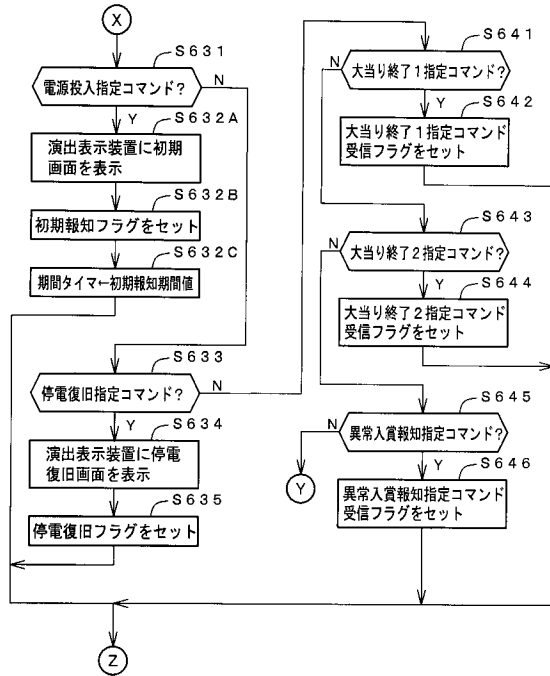 X
S631
電源投入指定コマンド?
N
Y
S632A
演出表示装置に初期
画面を表示
S632B
初期報知フラグをセット
S632C
期間タイマ←初期報知期間値
S633
停電復旧指定コマンド?
N
Y
S634
演出表示装置に停電
復旧画面を表示
S635
停電復旧フラグをセット
Z
S641
N
大当り終了1指定コマンド?
Y
S642
大当り終了1指定コマンド
受信フラグをセット
S643
N
大当り終了2指定コマンド?
Y
S644
大当り終了2指定コマンド
受信フラグをセット
S645
N
異常入賞報知指定コマンド?
Y
Y
S646
異常入賞報知指定コマンド
受信フラグをセット